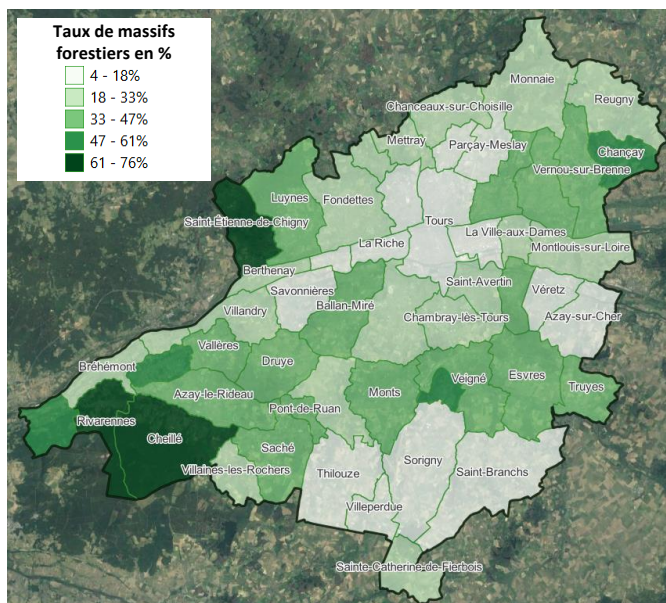 Taux de massifs
forestiers en %
4 - 18%
18 - 33%
33 - 47%
47 - 61%
61 - 76%
Monnaie
Reugny
Chanceaux-sur-Choisille
Mettray
Parçay-Meslay
Chançay
Vernou-sur-Brenne
Luynes
Fondettes
Saint-Étienne-de-Chigny
Tours
La Ville-aux-Dames
La Riche
Montlouis-sur-Loire
Berthenay
Saint-Avertin
Savonnières
Véretz
Ballan-Miré
Villandry
Chambray-lès-Tours
Azay-sur-Cher
Vallères
Druye
Bréhémont
Esvres
Veigné
Truyes
Azay-le-Rideau
Monts
Pont-de-Ruan
Rivarennes
Cheillé
Saché
Sorigny
Villaines-les-Rochers
Thilouze
Saint-Branchs
Villeperdue
Sainte-Catherine-de-Fierbois